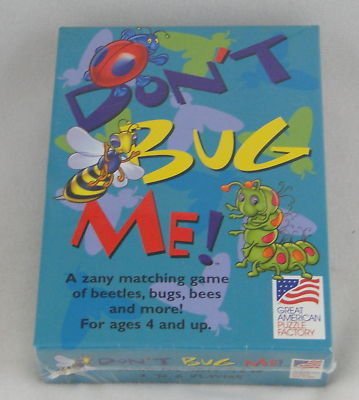 DON'T
BUG
ME!
A zany matching game
of beetles, bugs, bees
and more!
For ages 4 and up.
GREAT
AMERICAN
PUZZLE
FACTORY
DON'T BUG ME!